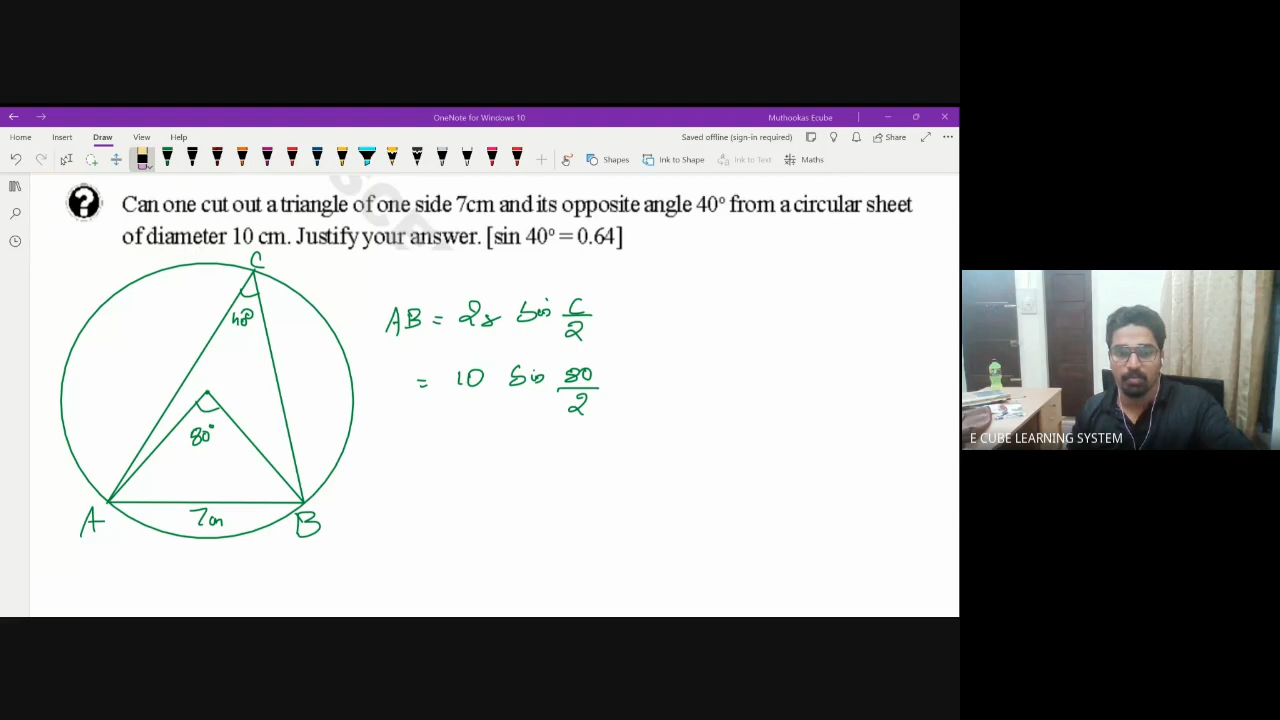 OneNote for Windows 10
Muthookas Ecube
Home Insert Draw View Help
Saved offline (sign-in required)
Share
Shapes
Ink to Shape
Ink to Text
Maths
Can one cut out a triangle of one side 7cm and its opposite angle 40° from a circular sheet
of diameter 10 cm. Justify your answer. [sin 40° = 0.64]
C
AB = 2r Sin C/2
= 10 Sin 80/2
80°
7cm
A
B
E CUBE LEARNING SYSTEM